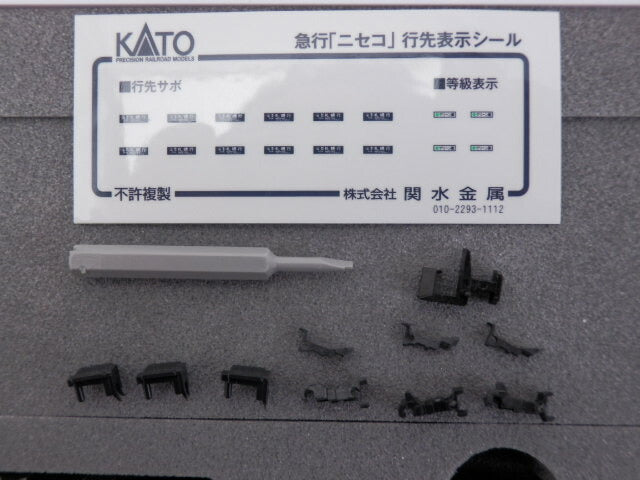 KATO
PRECISION RAILROAD MODELS
急行「ニセコ」 行先表示シール
行先サボ
等級表示
不許複製
株式会社 関水金属
010-2293-1112